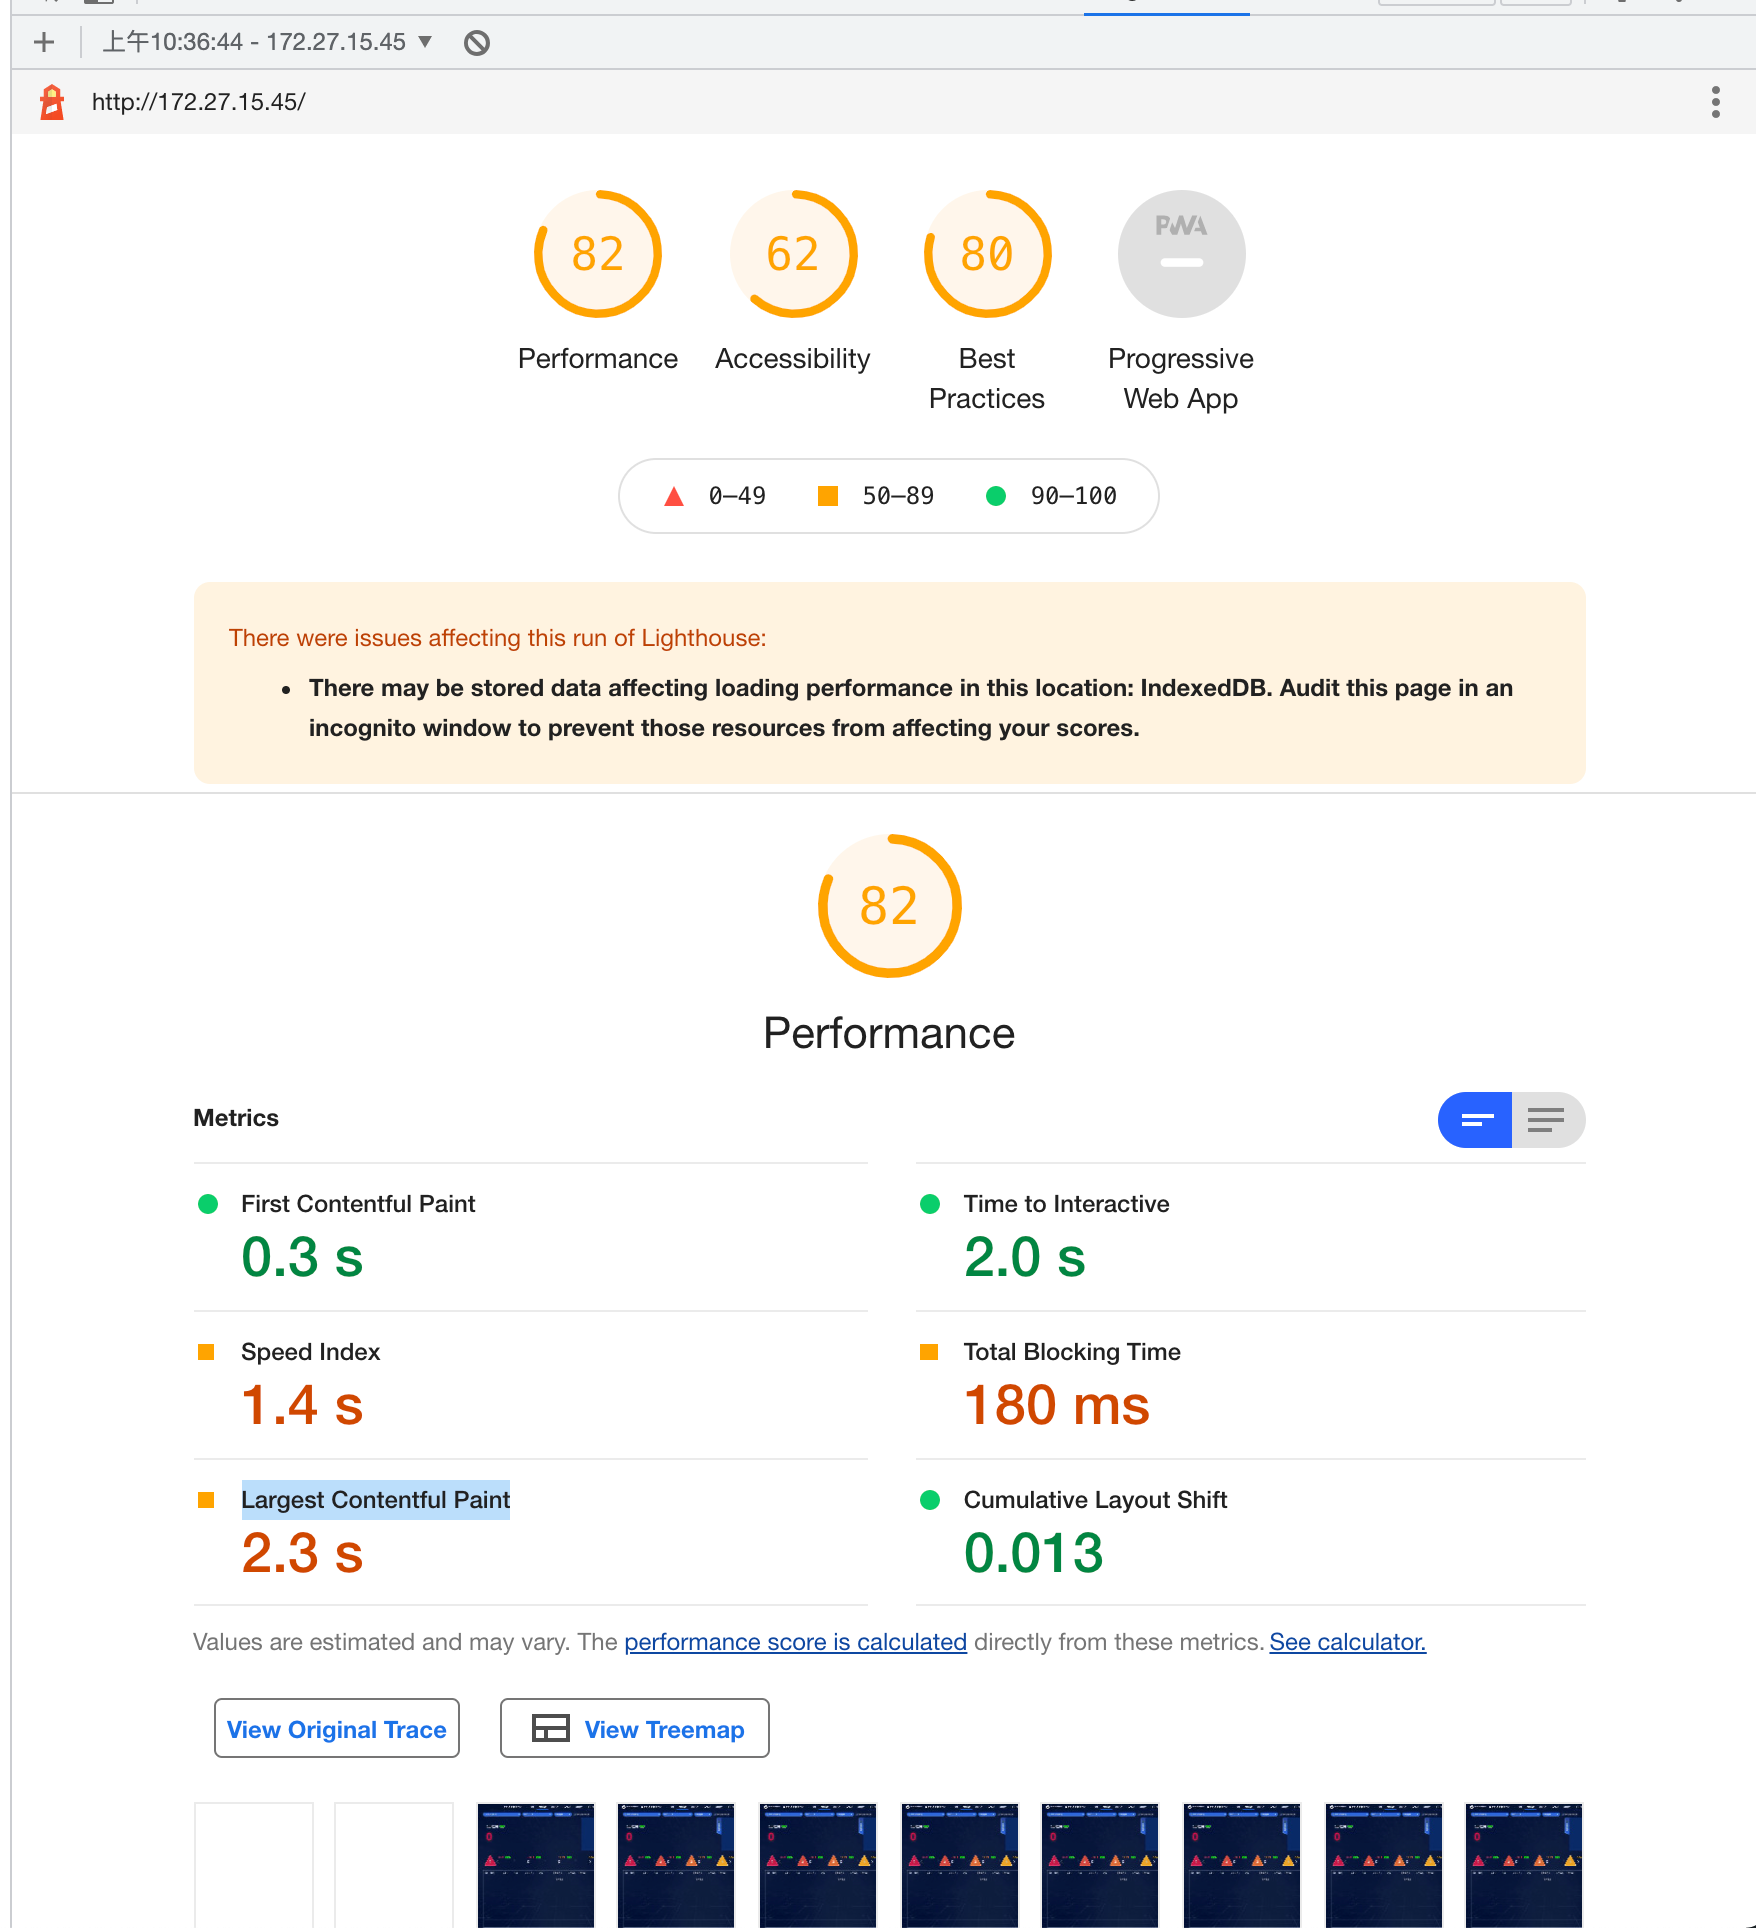 上午10:36:44 - 172.27.15.45
http://172.27.15.45/
82
62
80
PWA
Performance
Accessibility
Best
Practices
Progressive
Web App
0–49
50–89
90–100
There were issues affecting this run of Lighthouse:
There may be stored data affecting loading performance in this location: IndexedDB. Audit this page in an
incognito window to prevent those resources from affecting your scores.
82
Performance
Metrics
First Contentful Paint
0.3 s
Time to Interactive
2.0 s
Speed Index
1.4 s
Total Blocking Time
180 ms
Largest Contentful Paint
2.3 s
Cumulative Layout Shift
0.013
Values are estimated and may vary. The performance score is calculated directly from these metrics. See calculator.
View Original Trace
View Treemap